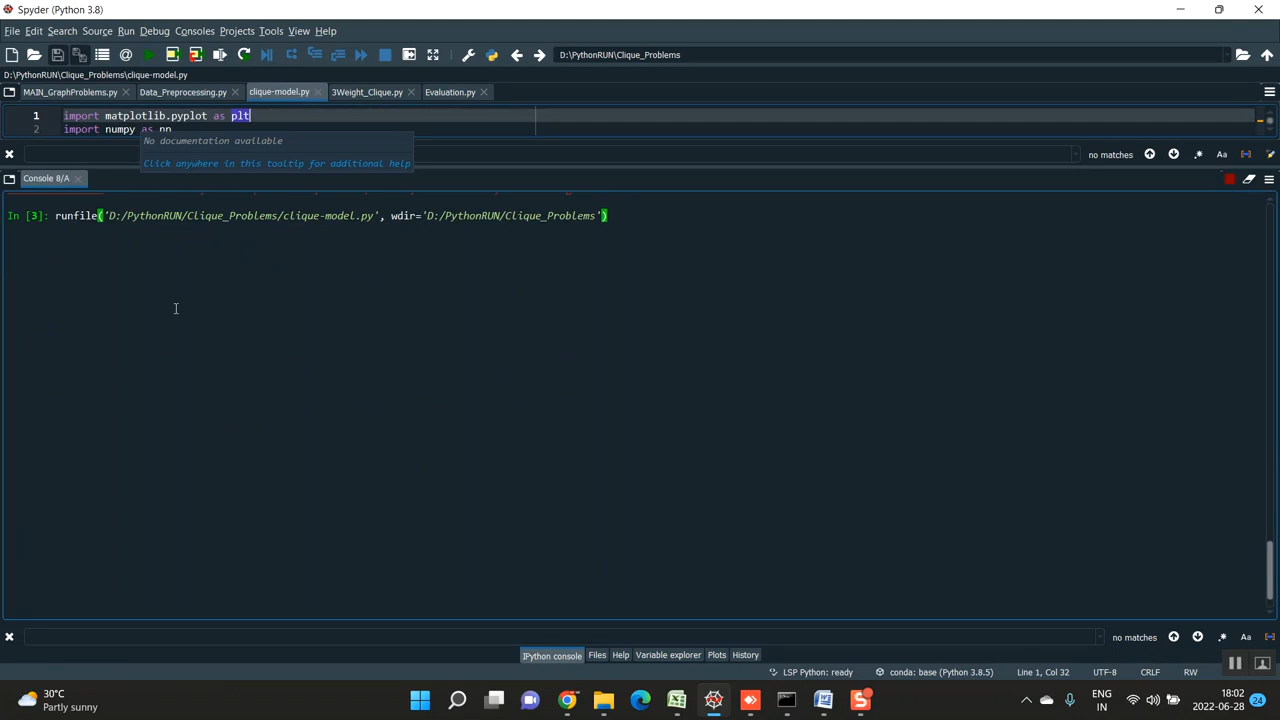 Spyder (Python 3.8)
File Edit Search Source Run Debug Consoles Projects Tools View Help
D:\PythonRUN\Clique_Problems
D:\PythonRUN\Clique_Problems\clique-model.py
MAIN_GraphProblems.py Data_Preprocessing.py clique-model.py 3Weight_Clique.py Evaluation.py
1 import matplotlib.pyplot as plt
2 import numpy as np
No documentation available
no matches Aa
Click anywhere in this tooltip for additional help
Console 8/A
In [3]: runfile('D:/PythonRUN/Clique_Problems/clique-model.py', wdir='D:/PythonRUN/Clique_Problems')
no matches Aa
IPython console Files Help Variable explorer Plots History
LSP Python: ready conda: base (Python 3.8.5) Line 1, Col 32 UTF-8 CRLF RW
30°C
Partly sunny
ENG
IN
18:02
2022-06-28
24